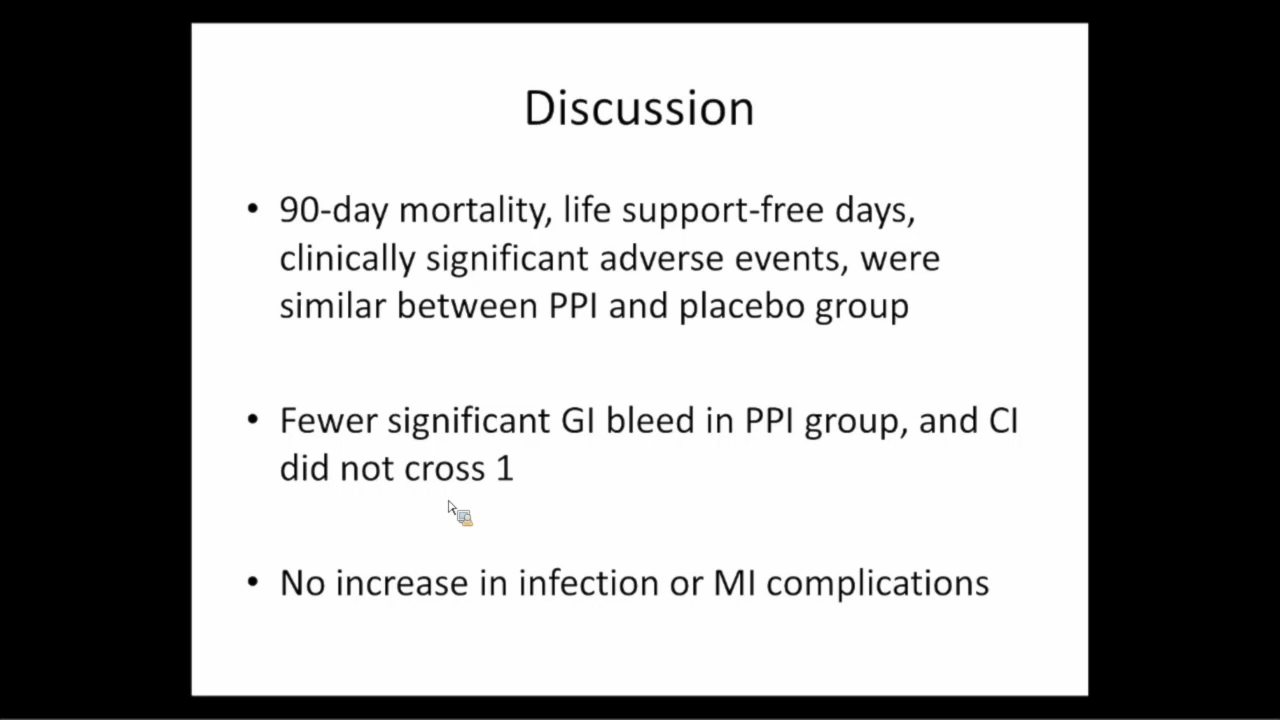 Discussion
• 90-day mortality, life support-free days,
clinically significant adverse events, were
similar between PPI and placebo group
• Fewer significant GI bleed in PPI group, and CI
did not cross 1
• No increase in infection or MI complications